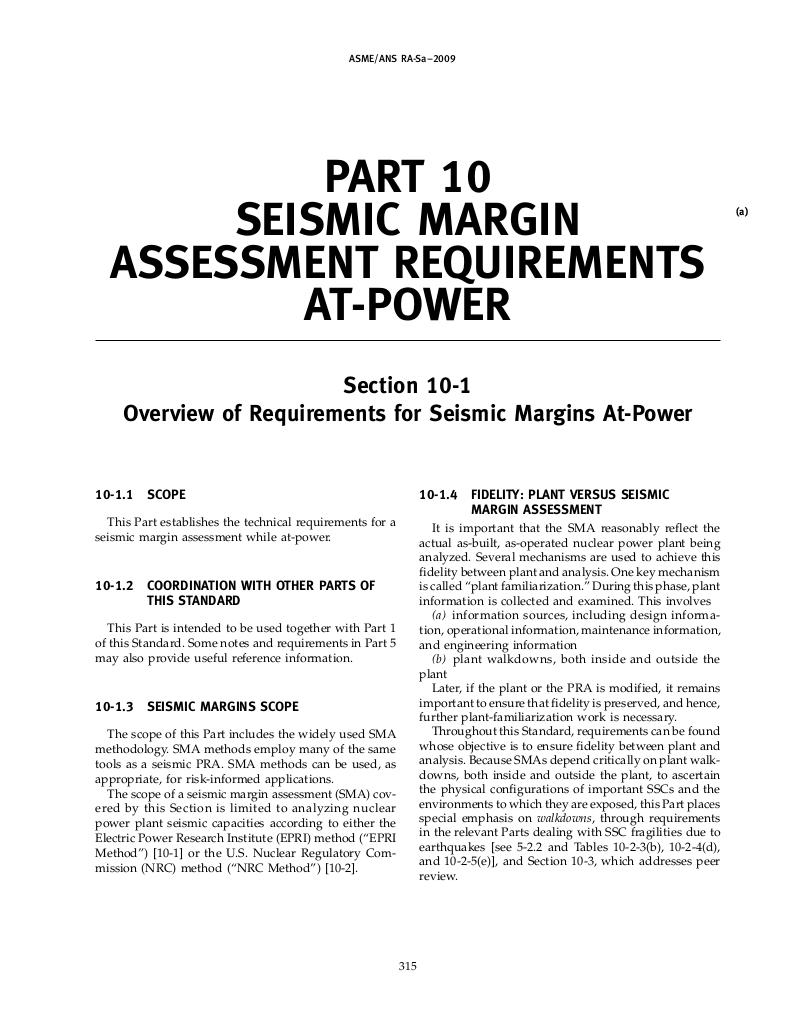 ASME/ANS RA-Sa–2009
PART 10
SEISMIC MARGIN
ASSESSMENT REQUIREMENTS
AT-POWER
(a)
Section 10-1
Overview of Requirements for Seismic Margins At-Power
10-1.1 SCOPE
This Part establishes the technical requirements for a
seismic margin assessment while at-power.
10-1.2 COORDINATION WITH OTHER PARTS OF
THIS STANDARD
This Part is intended to be used together with Part 1
of this Standard. Some notes and requirements in Part 5
may also provide useful reference information.
10-1.3 SEISMIC MARGINS SCOPE
The scope of this Part includes the widely used SMA
methodology. SMA methods employ many of the same
tools as a seismic PRA. SMA methods can be used, as
appropriate, for risk-informed applications.
The scope of a seismic margin assessment (SMA) cov-
ered by this Section is limited to analyzing nuclear
power plant seismic capacities according to either the
Electric Power Research Institute (EPRI) method (“EPRI
Method”) [10-1] or the U.S. Nuclear Regulatory Com-
mission (NRC) method (“NRC Method”) [10-2].
10-1.4 FIDELITY: PLANT VERSUS SEISMIC
MARGIN ASSESSMENT
It is important that the SMA reasonably reflect the
actual as-built, as-operated nuclear power plant being
analyzed. Several mechanisms are used to achieve this
fidelity between plant and analysis. One key mechanism
is called “plant familiarization.” During this phase, plant
information is collected and examined. This involves
(a) information sources, including design informa-
tion, operational information, maintenance information,
and engineering information
(b) plant walkdowns, both inside and outside the
plant
Later, if the plant or the PRA is modified, it remains
important to ensure that fidelity is preserved, and hence,
further plant-familiarization work is necessary.
Throughout this Standard, requirements can be found
whose objective is to ensure fidelity between plant and
analysis. Because SMAs depend critically on plant walk-
downs, both inside and outside the plant, to ascertain
the physical configurations of important SSCs and the
environments to which they are exposed, this Part places
special emphasis on walkdowns, through requirements
in the relevant Parts dealing with SSC fragilities due to
earthquakes [see 5-2.2 and Tables 10-2-3(b), 10-2-4(d),
and 10-2-5(e)], and Section 10-3, which addresses peer
review.
315